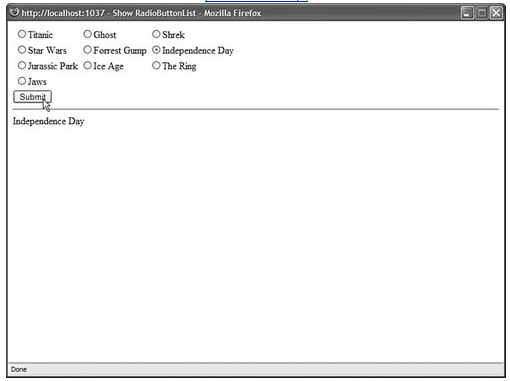 http://localhost:1037 - Show RadioButtonList - Mozilla Firefox
Titanic Ghost Shrek
Star Wars Forrest Gump Independence Day
Jurassic Park Ice Age The Ring
Jaws
Submit
Independence Day
Done